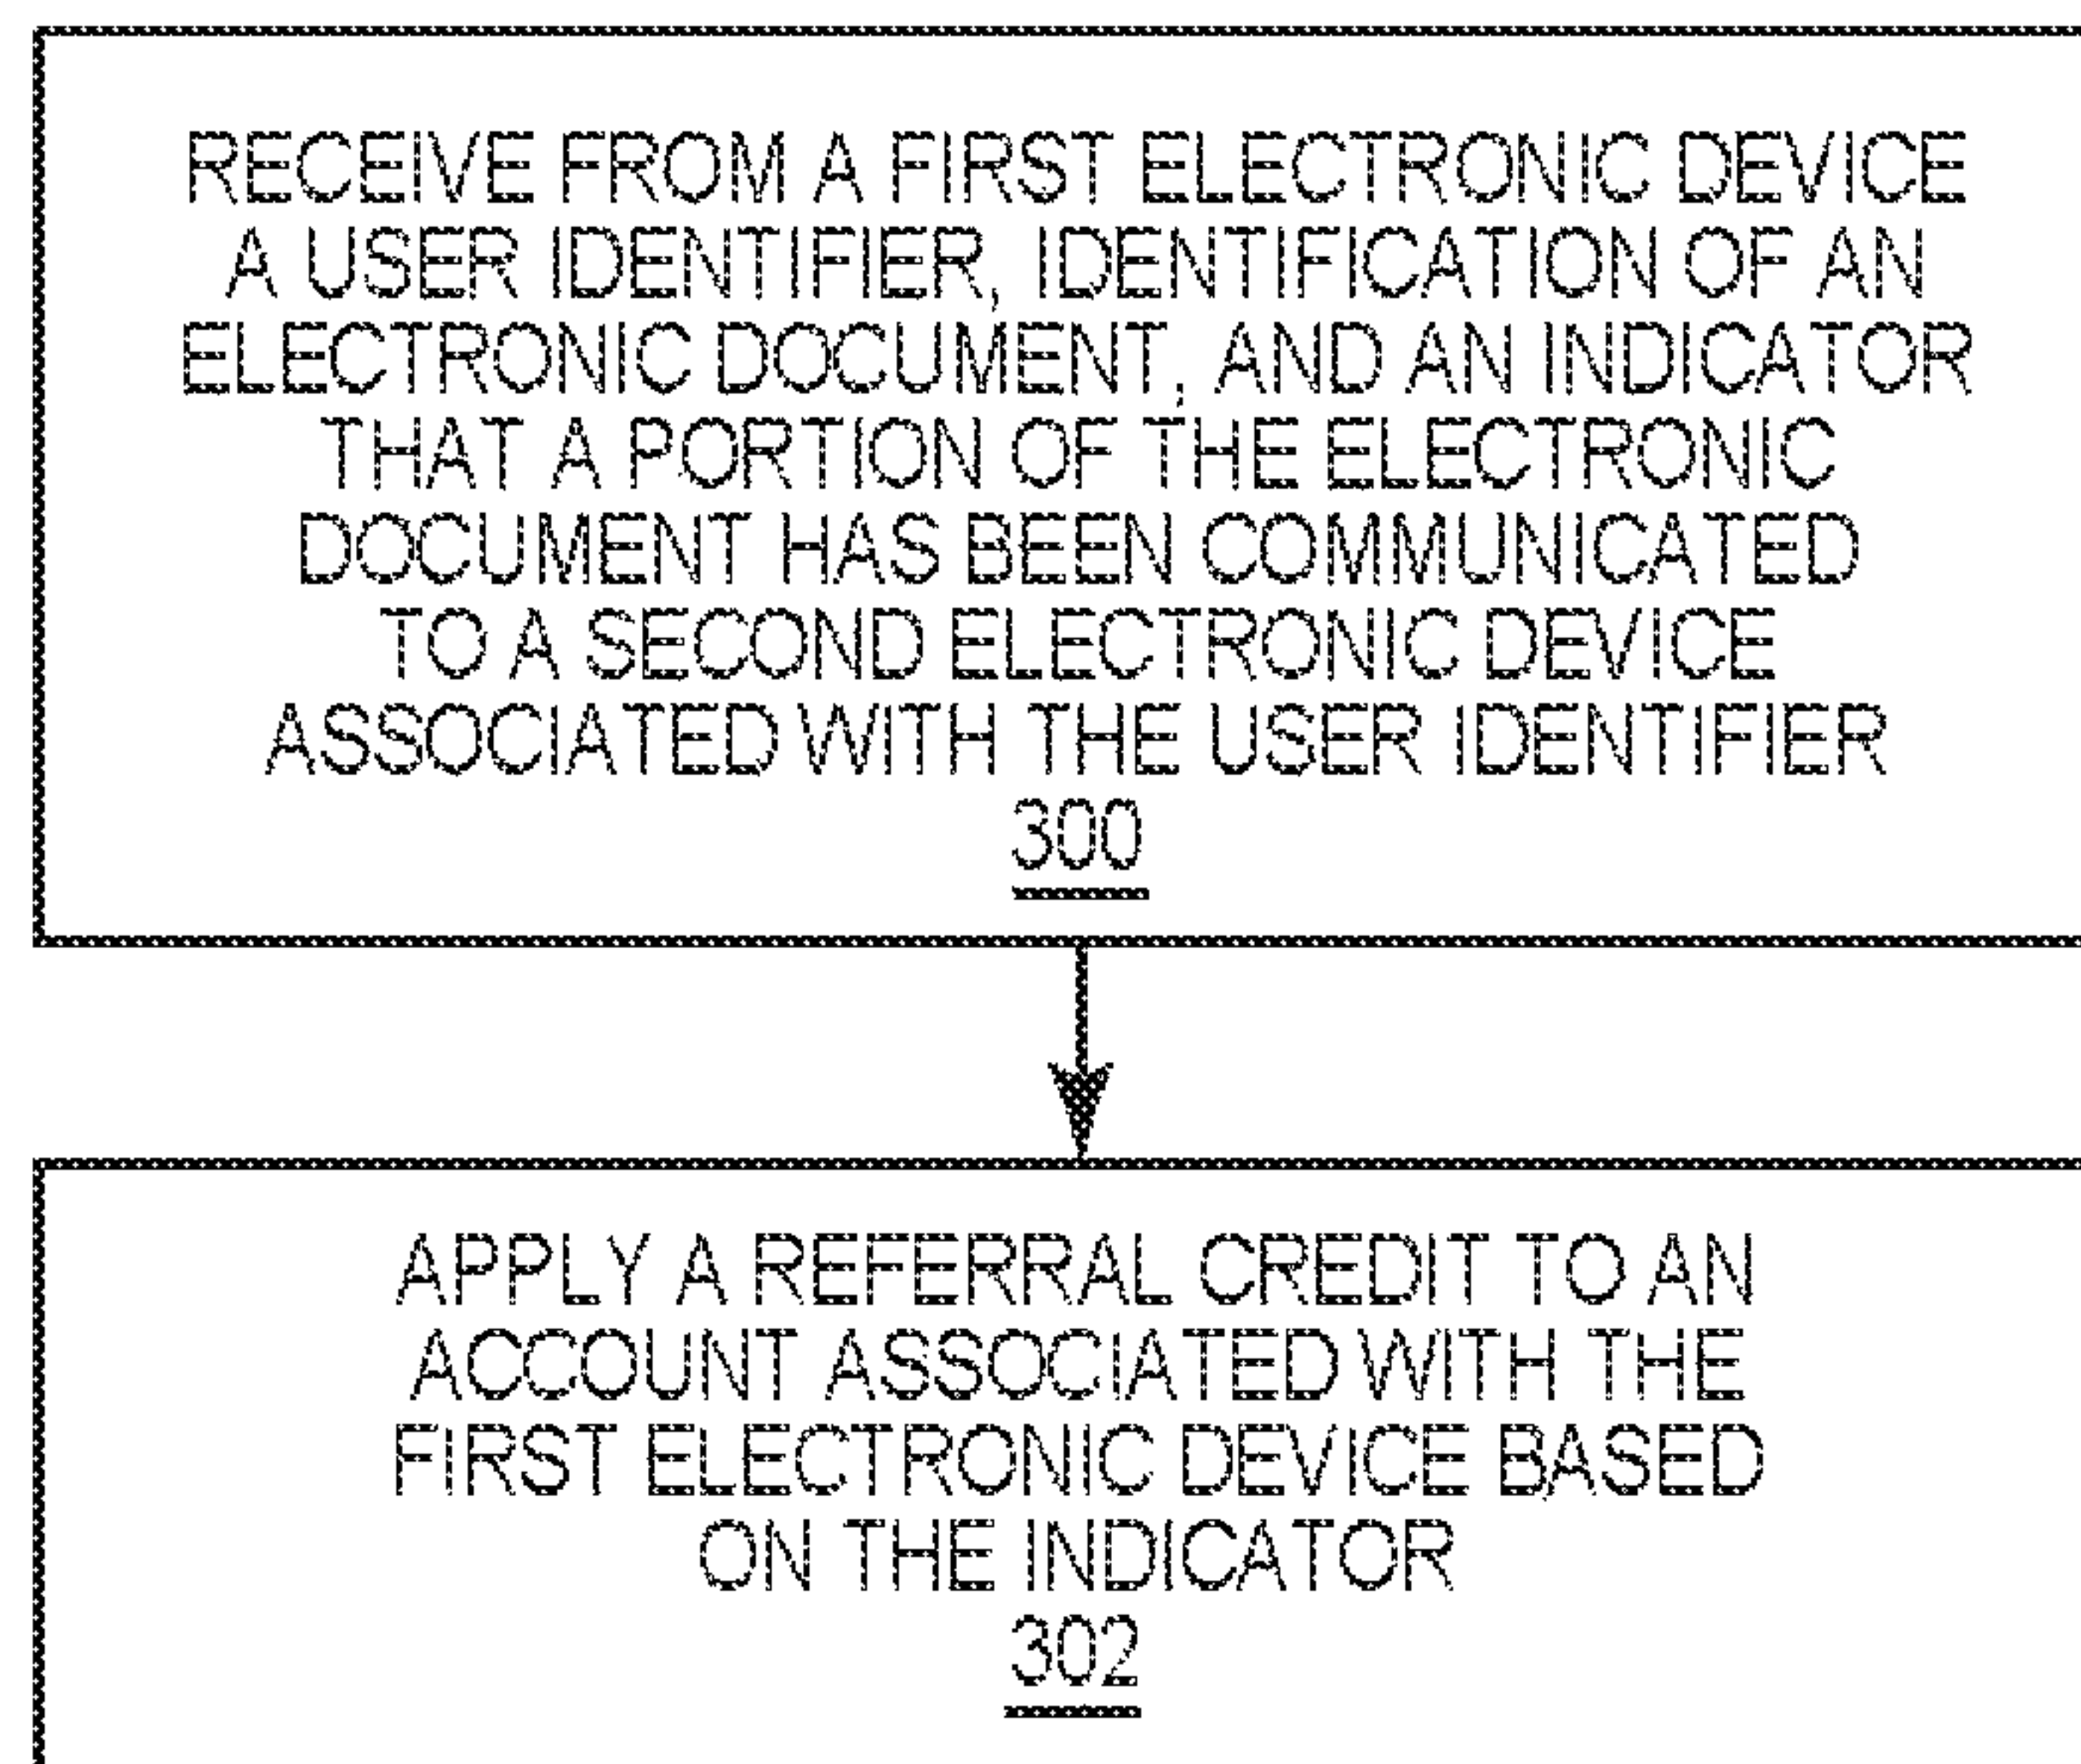 RECEIVE FROM A FIRST ELECTRONIC DEVICE
A USER IDENTIFIER, IDENTIFICATION OF AN
ELECTRONIC DOCUMENT, AND AN INDICATOR
THAT A PORTION OF THE ELECTRONIC
DOCUMENT HAS BEEN COMMUNICATED
TO A SECOND ELECTRONIC DEVICE
ASSOCIATED WITH THE USER IDENTIFIER
300
APPLY A REFERRAL CREDIT TO AN
ACCOUNT ASSOCIATED WITH THE
FIRST ELECTRONIC DEVICE BASED
ON THE INDICATOR
302